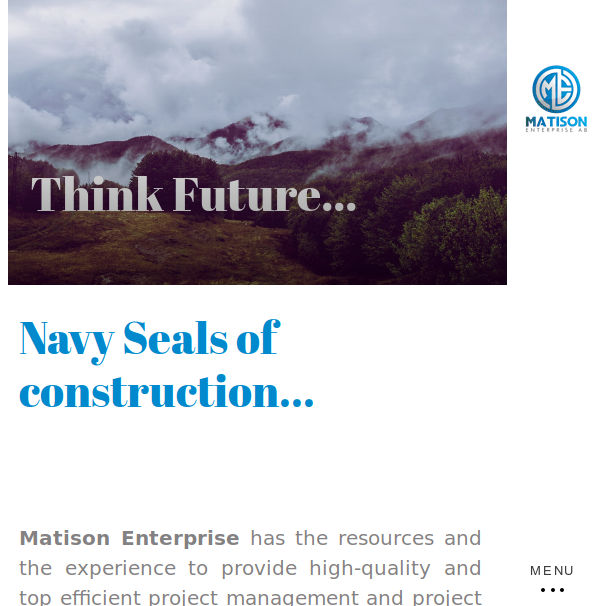 Think Future...
MATISON
ENTERPRISE AB
Navy Seals of
construction...
Matison Enterprise has the resources and
the experience to provide high-quality and
top efficient project management and project
MENU